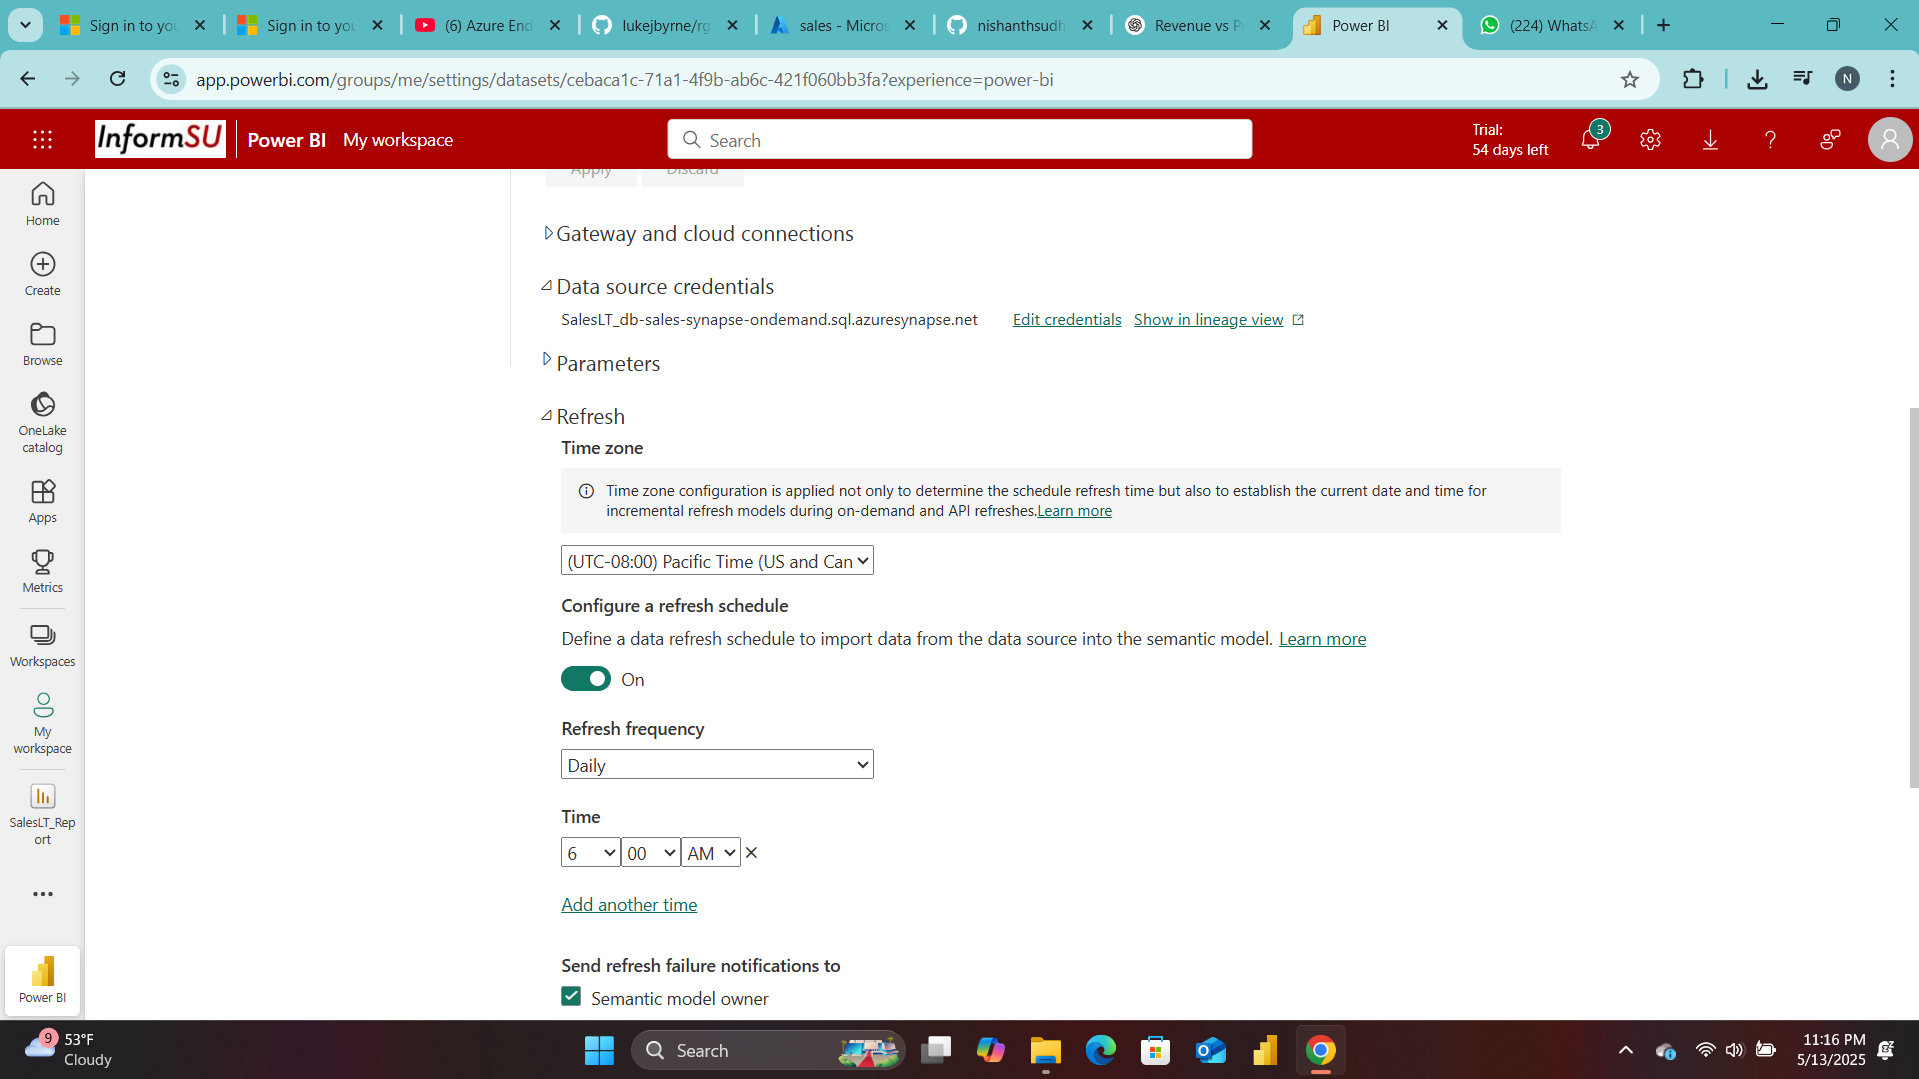 Sign in to you
Sign in to you
(6) Azure End
lukejbyrne/rg
sales - Micros
nishanthsudh
Revenue vs P
Power BI
(224) WhatsA
app.powerbi.com/groups/me/settings/datasets/cebaca1c-71a1-4f9b-ab6c-421f060bb3fa?experience=power-bi
N
InformSU
Power BI
My workspace
Search
Trial:
54 days left
3
Home
Create
Browse
OneLake
catalog
Apps
Metrics
Workspaces
My
workspace
SalesLT_Rep
ort
Power BI
Apply
Discard
Gateway and cloud connections
Data source credentials
SalesLT_db-sales-synapse-ondemand.sql.azuresynapse.net
Edit credentials
Show in lineage view
Parameters
Refresh
Time zone
Time zone configuration is applied not only to determine the schedule refresh time but also to establish the current date and time for
incremental refresh models during on-demand and API refreshes.Learn more
(UTC-08:00) Pacific Time (US and Can
Configure a refresh schedule
Define a data refresh schedule to import data from the data source into the semantic model. Learn more
On
Refresh frequency
Daily
Time
6 00 AM
Add another time
Send refresh failure notifications to
Semantic model owner
9
53°F
Cloudy
Search
11:16 PM
5/13/2025